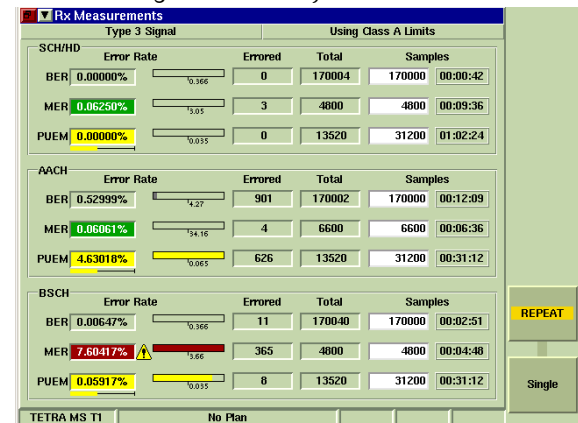 Rx Measurements
Type 3 Signal Using Class A Limits
SCH/HD
Error Rate Errored Total Samples
BER 0.00000% 0.366 0 170004 170000 00:00:42
MER 0.06250% 3.05 3 4800 4800 00:09:36
PUEM 0.00000% 0.035 0 13520 31200 01:02:24
AACH
Error Rate Errored Total Samples
BER 0.52999% 4.27 901 170002 170000 00:12:09
MER 0.06061% 34.16 4 6600 6600 00:06:36
PUEM 4.63018% 0.065 626 13520 31200 00:31:12
BSCH
Error Rate Errored Total Samples
BER 0.00647% 0.366 11 170040 170000 00:02:51
MER 7.60417% 3.66 365 4800 4800 00:04:48
PUEM 0.05917% 0.035 8 13520 31200 00:31:12
REPEAT
Single
TETRA MS T1 No Plan